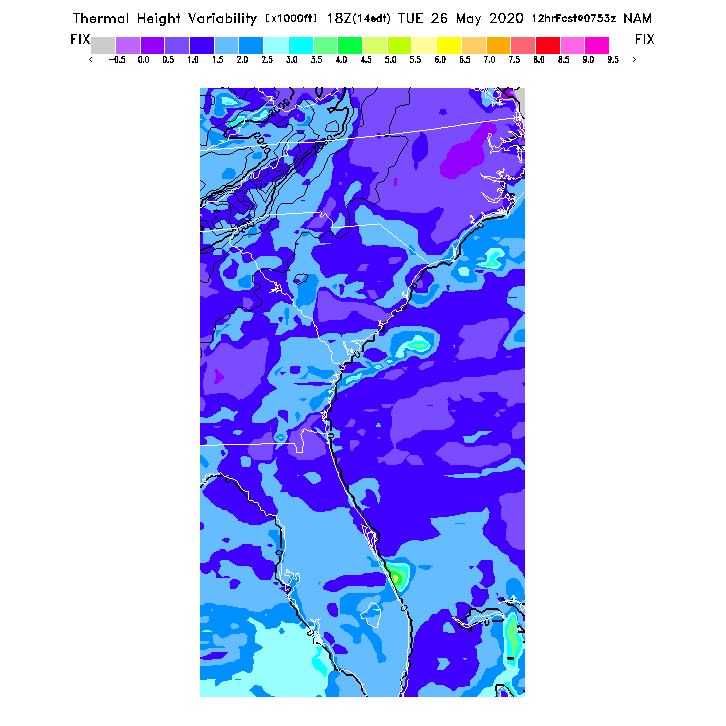 Thermal Height Variability [x1000ft] 18Z(14edt) TUE 26 May 2020 12hrFcst@0753z NAM
FIX FIX
< -0.5 0.0 0.5 1.0 1.5 2.0 2.5 3.0 3.5 4.0 4.5 5.0 5.5 6.0 6.5 7.0 7.5 8.0 8.5 9.0 9.5 >
2000
2000